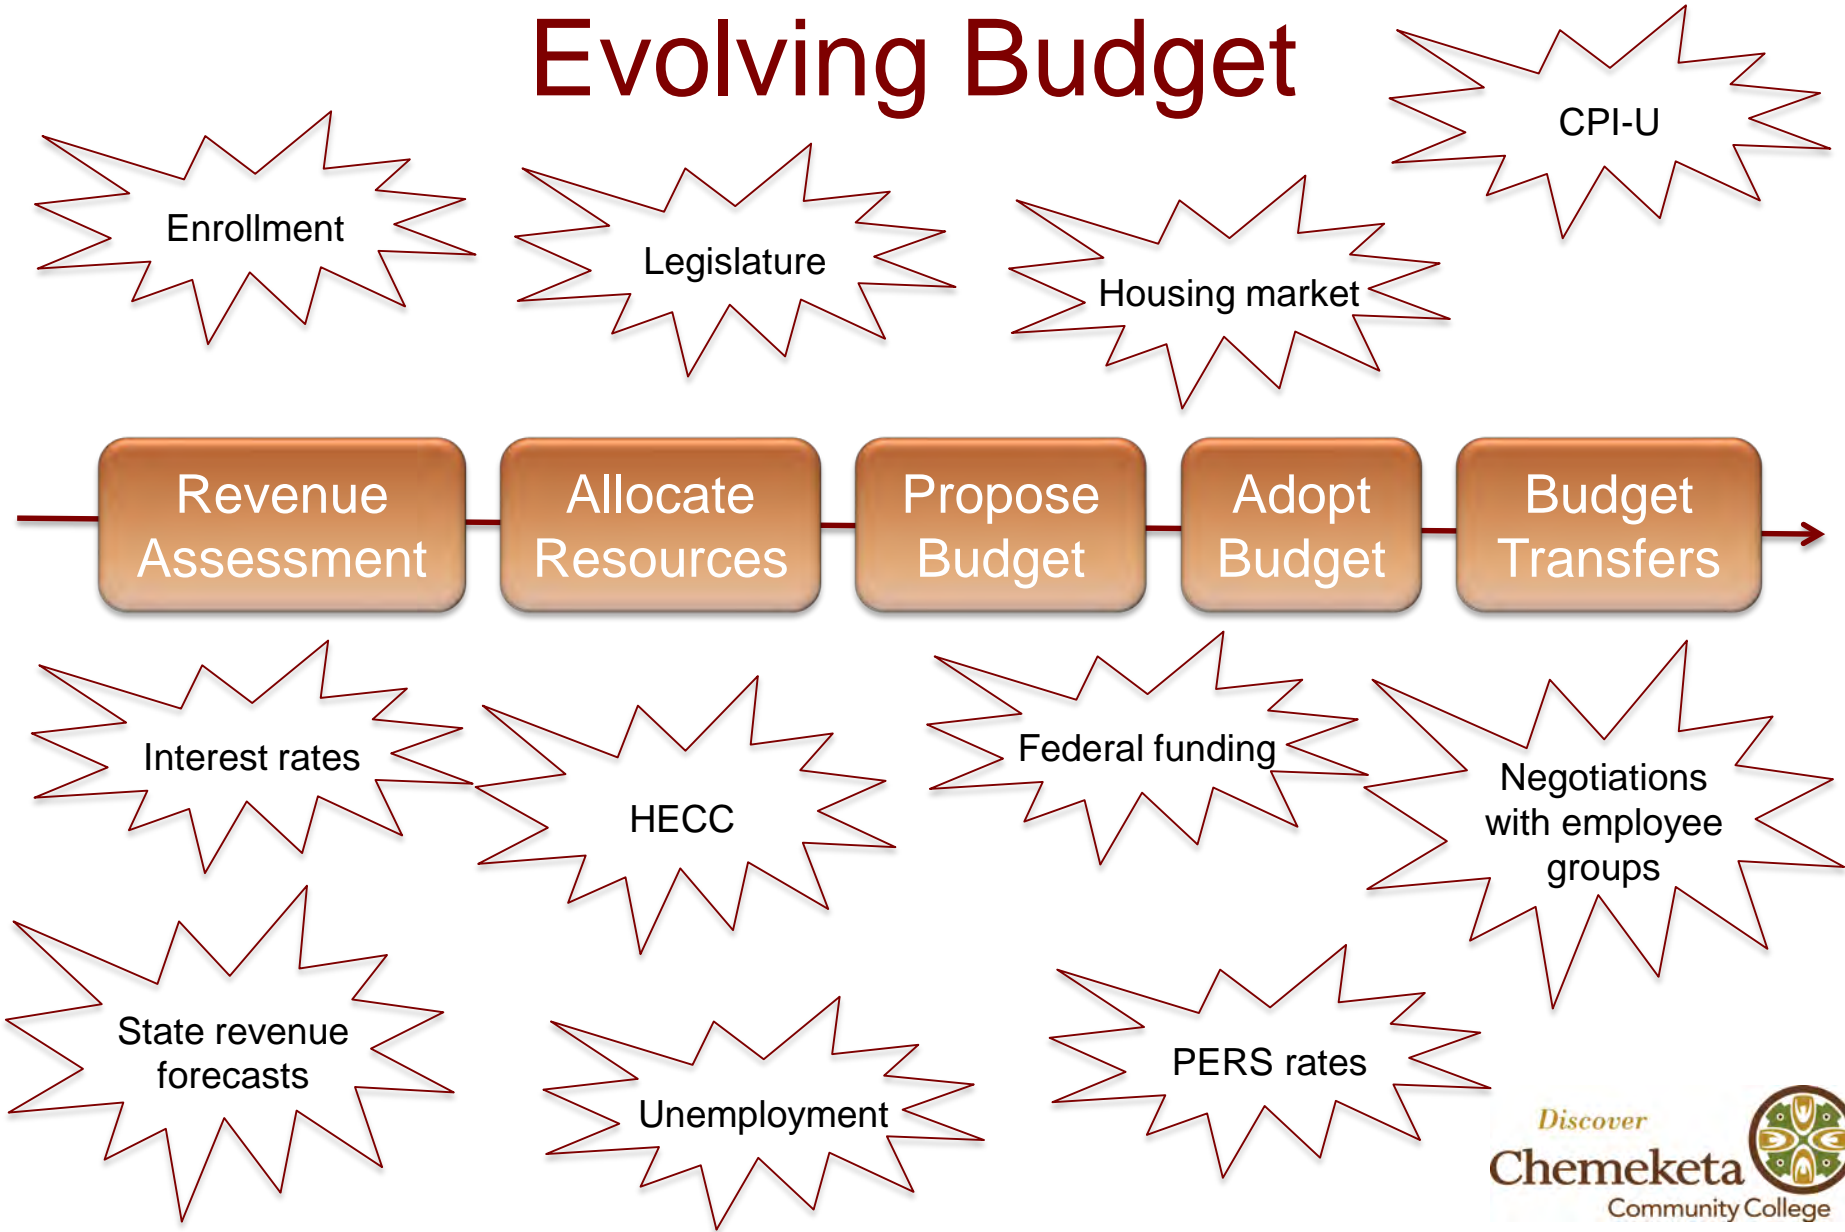 Evolving Budget
CPI-U
Enrollment
Legislature
Housing market
Revenue
Assessment
Allocate
Resources
Propose
Budget
Adopt
Budget
Budget
Transfers
Interest rates
HECC
Federal funding
Negotiations
with employee
groups
State revenue
forecasts
Unemployment
PERS rates
Discover
Chemeketa
Community College